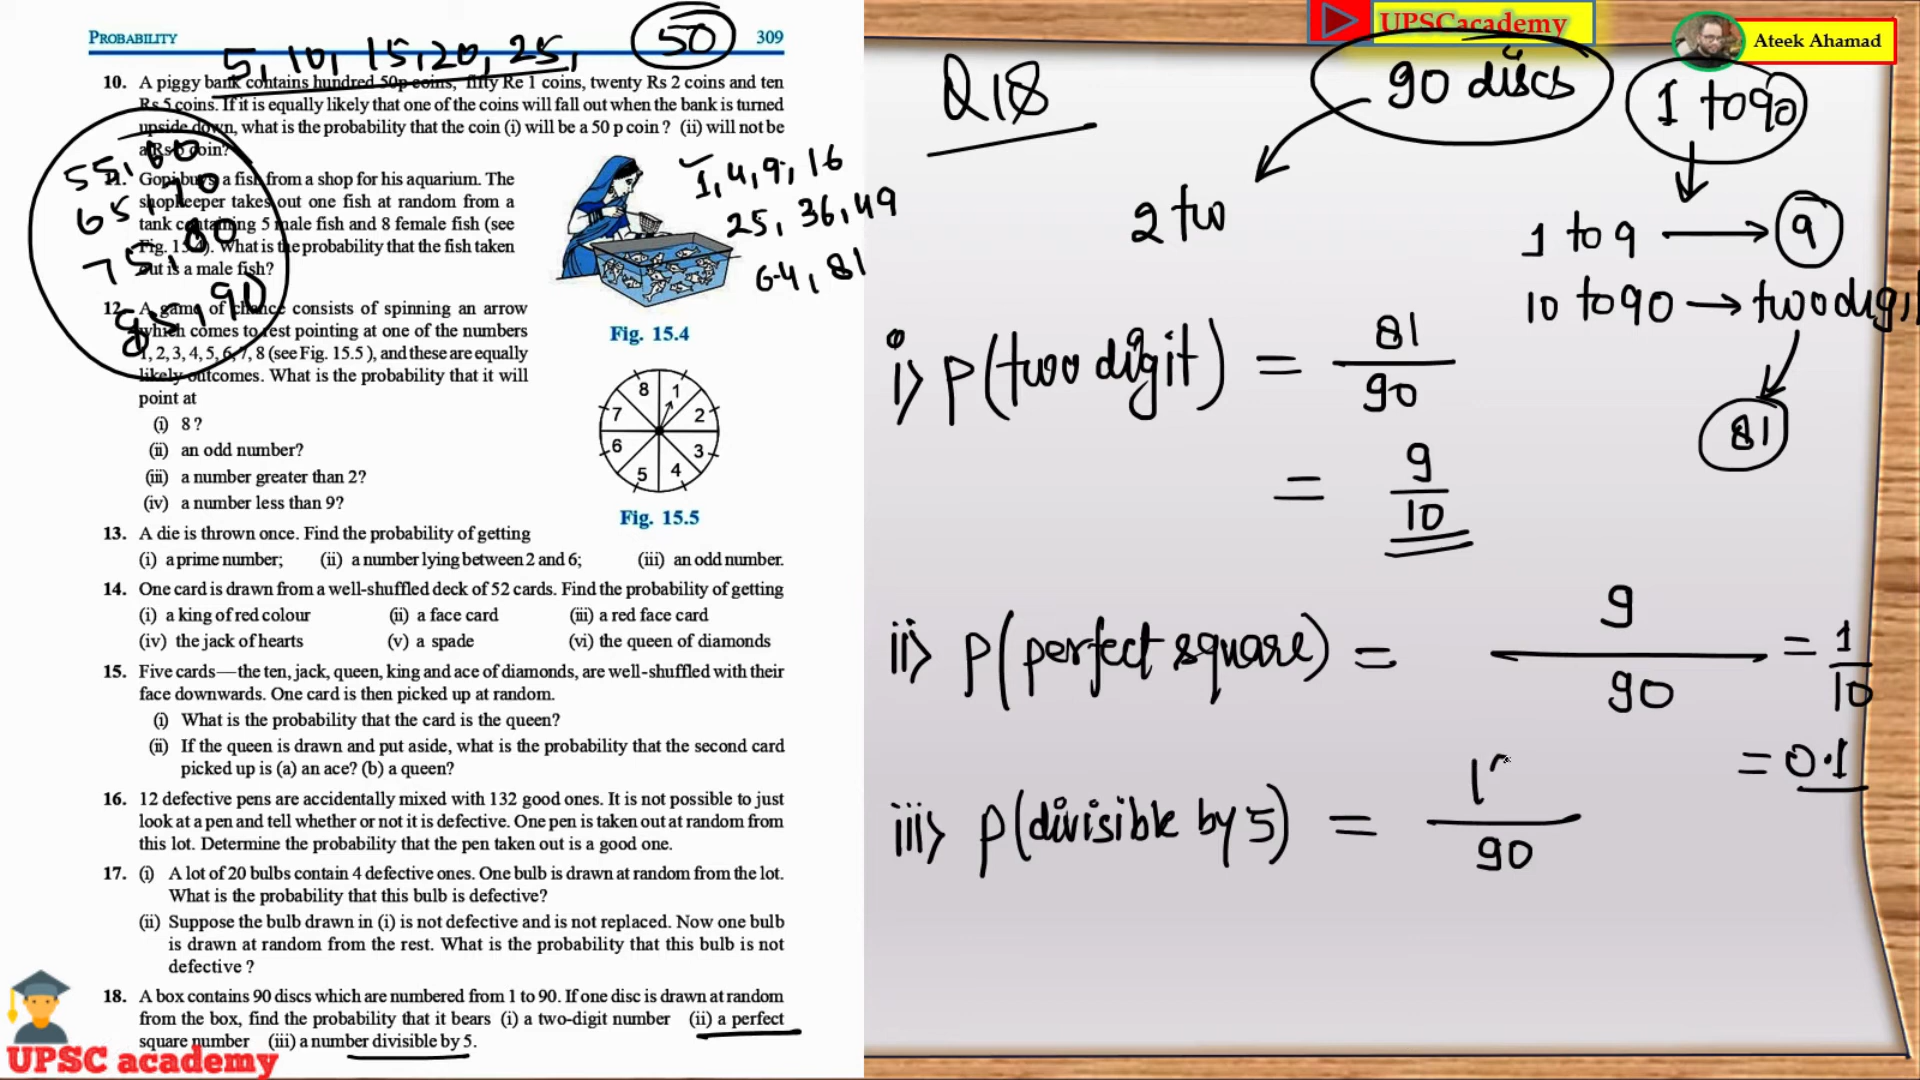 PROBABILITY 309
5, 10, 15, 20, 25, 50
10. A piggy bank contains hundred 50p coins, fifty Re 1 coins, twenty Rs 2 coins and ten
Rs 5 coins. If it is equally likely that one of the coins will fall out when the bank is turned
upside down, what is the probability that the coin (i) will be a 50 p coin ? (ii) will not be
a Rs 5 coin?
55, 60
65, 70
75, 80
85, 90
11. Gopi buys a fish from a shop for his aquarium. The
shopkeeper takes out one fish at random from a
tank containing 5 male fish and 8 female fish (see
Fig. 15.4). What is the probability that the fish taken
out is a male fish?
1, 4, 9, 16
25, 36, 49
64, 81
Fig. 15.4
12. A game of chance consists of spinning an arrow
which comes to rest pointing at one of the numbers
1, 2, 3, 4, 5, 6, 7, 8 (see Fig. 15.5 ), and these are equally
likely outcomes. What is the probability that it will
point at
(i) 8 ?
(ii) an odd number?
(iii) a number greater than 2?
(iv) a number less than 9?
8 1
7 2
6 3
5 4
Fig. 15.5
13. A die is thrown once. Find the probability of getting
(i) a prime number; (ii) a number lying between 2 and 6; (iii) an odd number.
14. One card is drawn from a well-shuffled deck of 52 cards. Find the probability of getting
(i) a king of red colour (ii) a face card (iii) a red face card
(iv) the jack of hearts (v) a spade (vi) the queen of diamonds
15. Five cards—the ten, jack, queen, king and ace of diamonds, are well-shuffled with their
face downwards. One card is then picked up at random.
(i) What is the probability that the card is the queen?
(ii) If the queen is drawn and put aside, what is the probability that the second card
picked up is (a) an ace? (b) a queen?
16. 12 defective pens are accidentally mixed with 132 good ones. It is not possible to just
look at a pen and tell whether or not it is defective. One pen is taken out at random from
this lot. Determine the probability that the pen taken out is a good one.
17. (i) A lot of 20 bulbs contain 4 defective ones. One bulb is drawn at random from the lot.
What is the probability that this bulb is defective?
(ii) Suppose the bulb drawn in (i) is not defective and is not replaced. Now one bulb
is drawn at random from the rest. What is the probability that this bulb is not
defective ?
18. A box contains 90 discs which are numbered from 1 to 90. If one disc is drawn at random
from the box, find the probability that it bears (i) a two-digit number (ii) a perfect
square number (iii) a number divisible by 5.
UPSC academy
UPSCacademy
Ateek Ahamad
Q18
90 discs
1 to 90
2 two
1 to 9 → 9
10 to 90 → two digi
81
i) P(two digit) = 81/90
= 9/10
ii) P(perfect square) = 9/90 = 1/10
= 0.1
iii) P(divisible by 5) = 1 /90